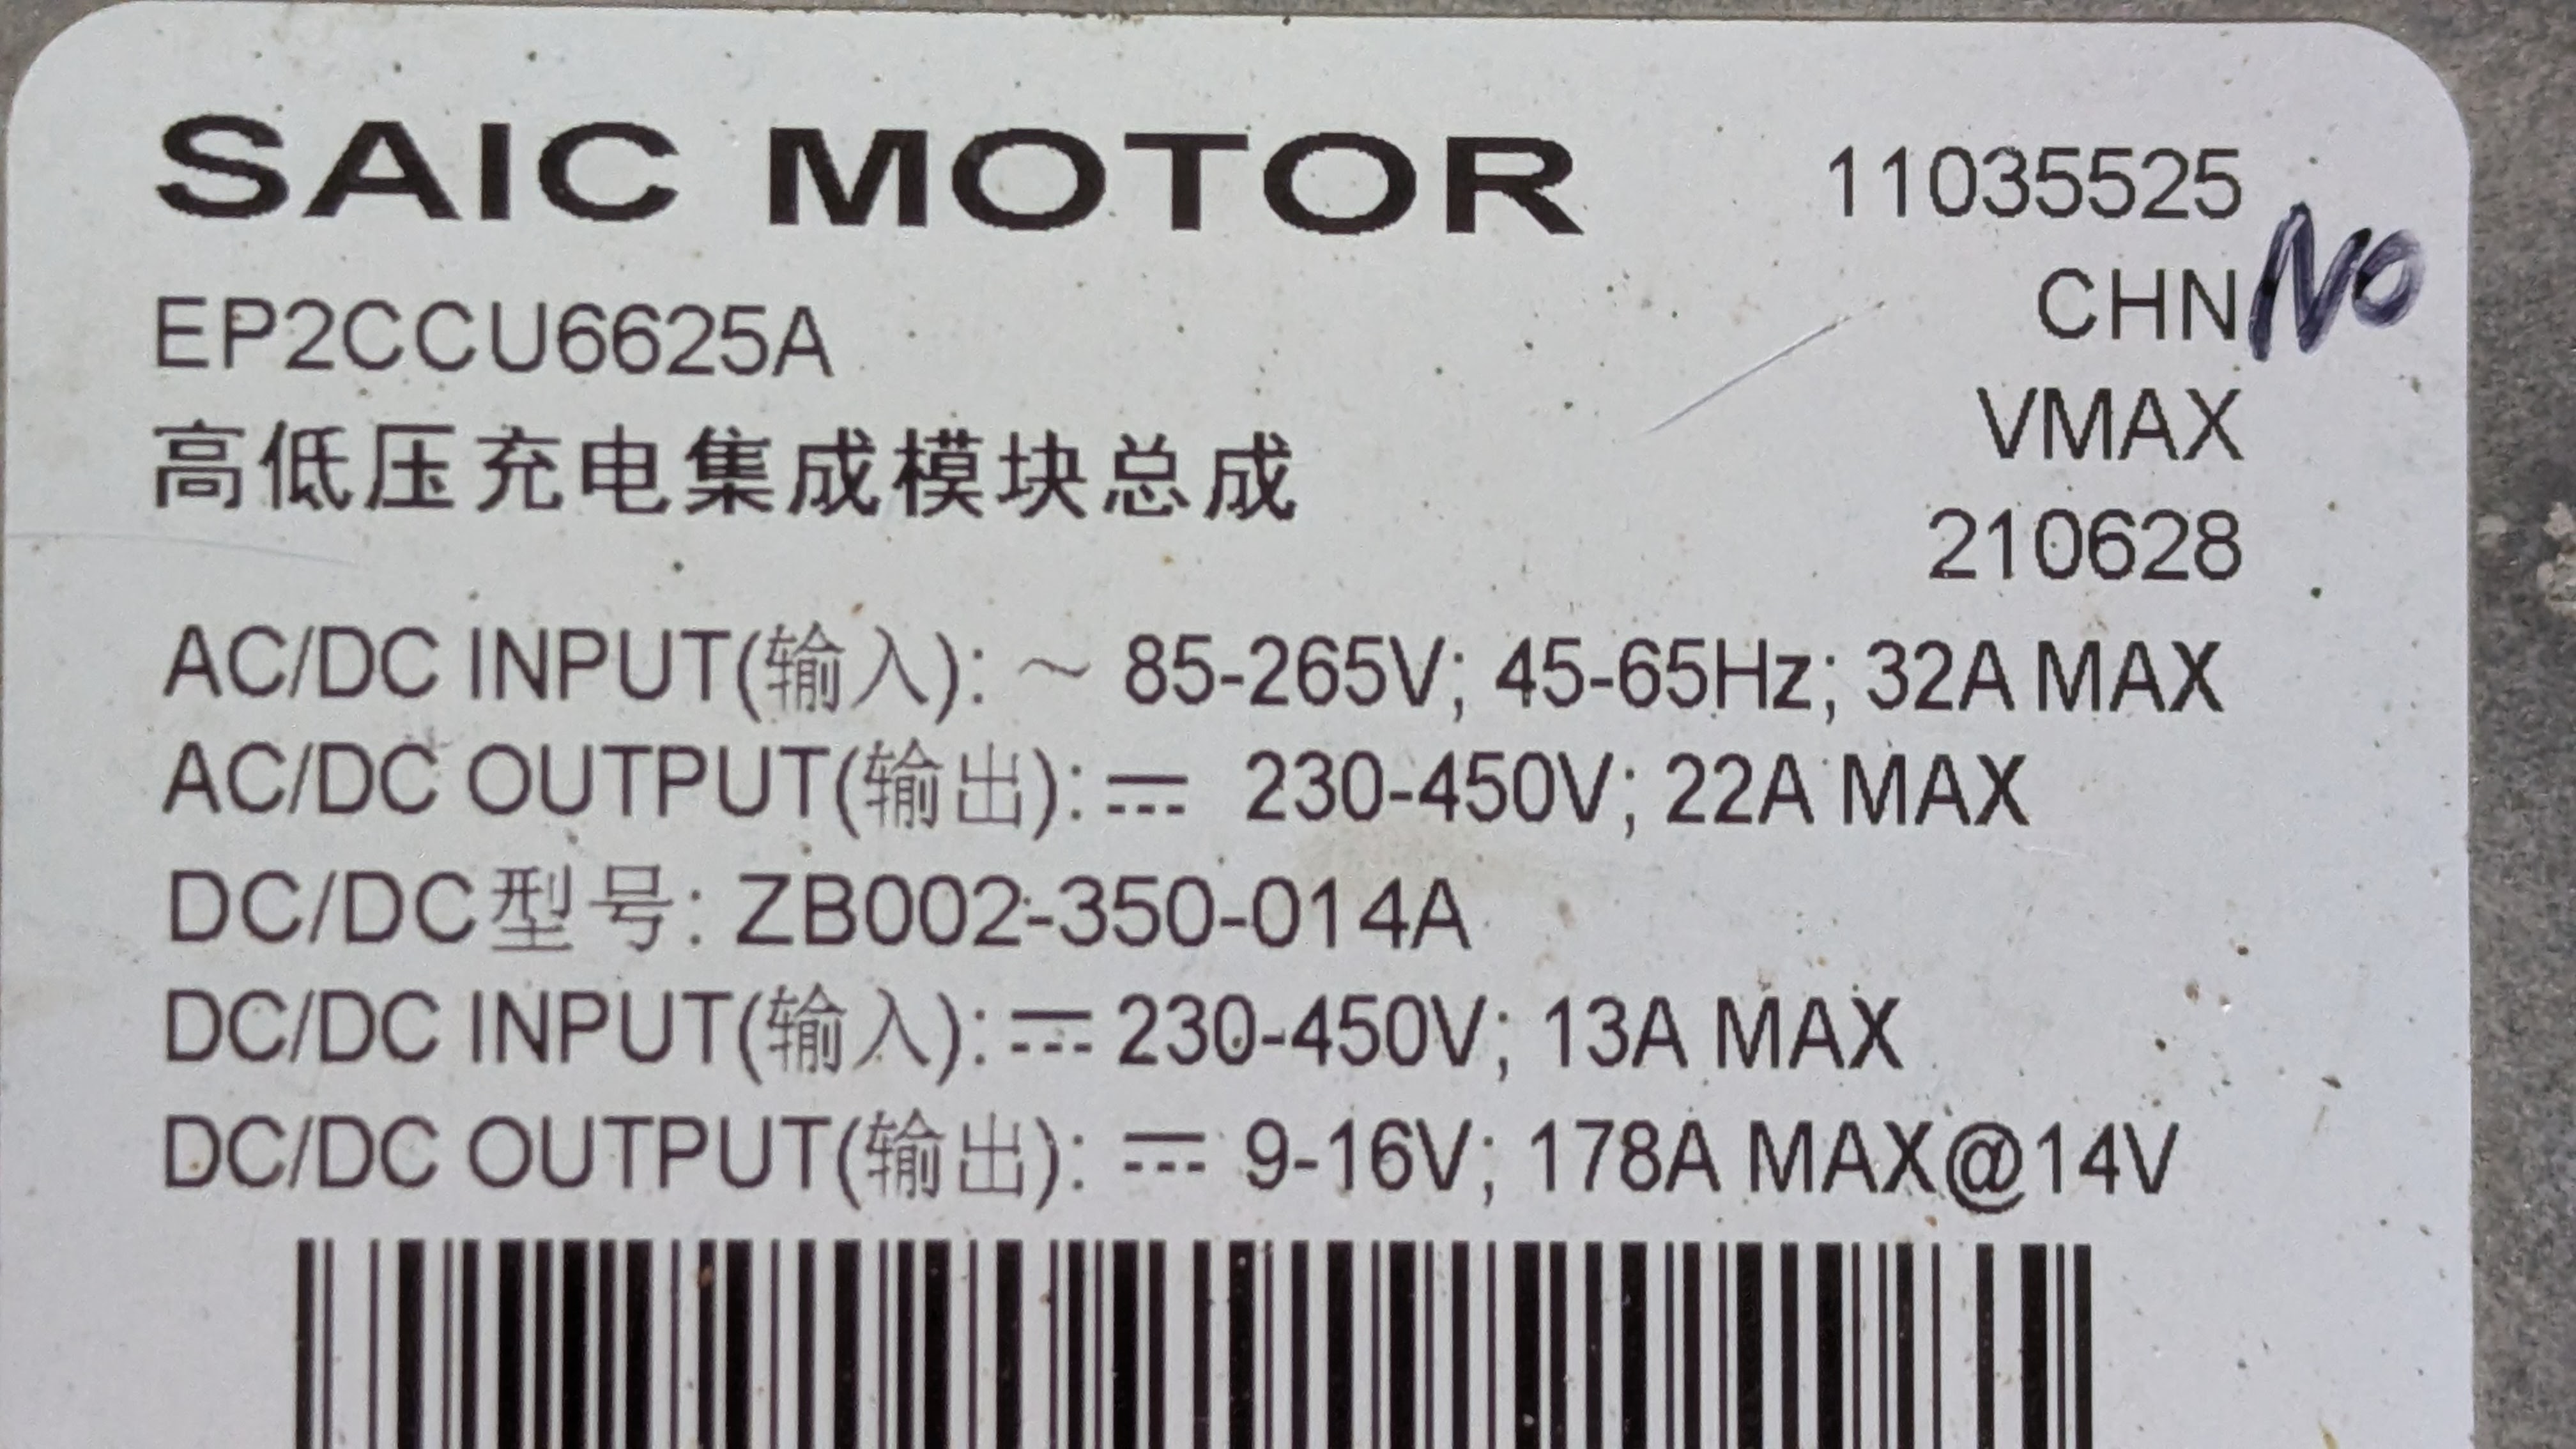 SAIC MOTOR
11035525
EP2CCU6625A
CHN
NO
高低压充电集成模块总成
VMAX
210628
AC/DC INPUT(输入): ~ 85-265V; 45-65Hz; 32A MAX
AC/DC OUTPUT(输出): ⎓ 230-450V; 22A MAX
DC/DC型号: ZB002-350-014A
DC/DC INPUT(输入): ⎓ 230-450V; 13A MAX
DC/DC OUTPUT(输出): ⎓ 9-16V; 178A MAX@14V